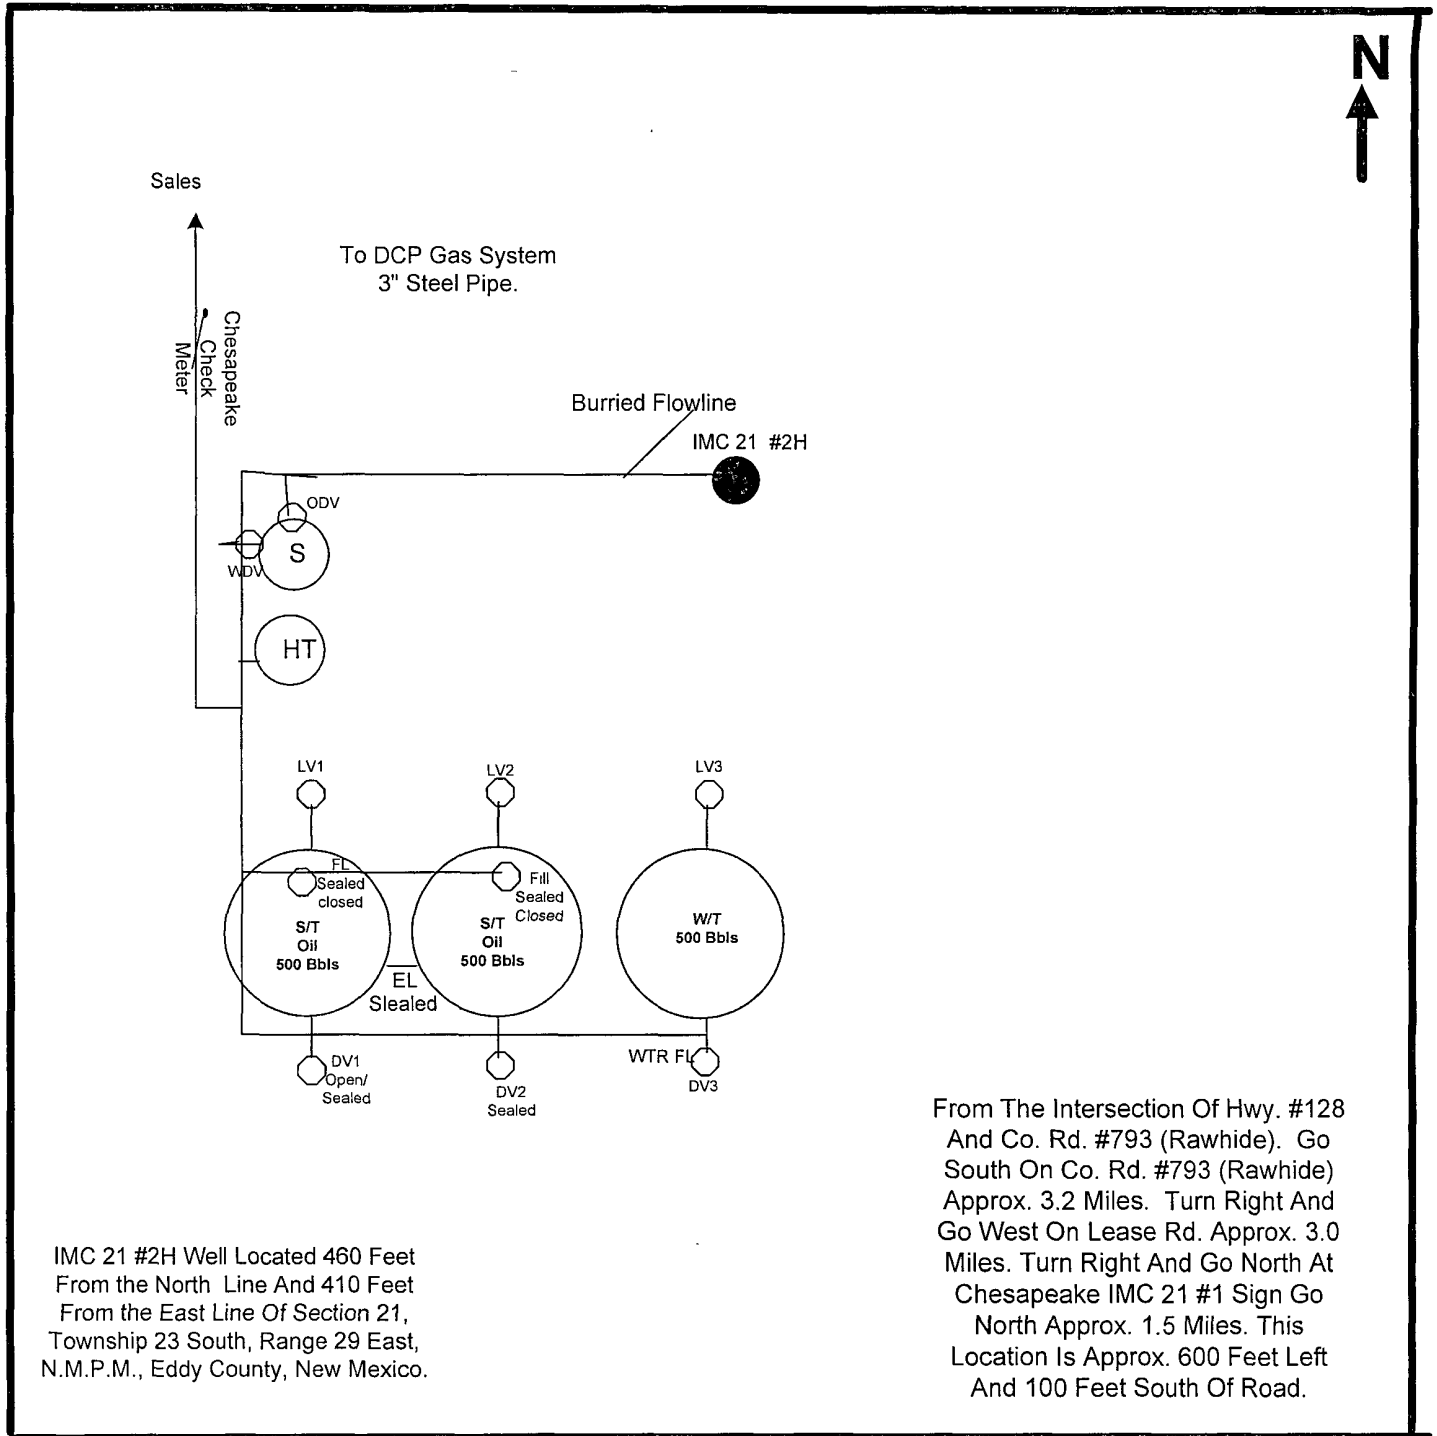 N
Sales
To DCP Gas System
3" Steel Pipe.
Chesapeake
Check
Meter
Burried Flowline
IMC 21 #2H
ODV
S
WDV
HT
LV1
LV2
LV3
FL
Sealed
closed
Fill
Sealed
Closed
S/T
Oil
500 Bbls
S/T
Oil
500 Bbls
W/T
500 Bbls
EL
Slealed
DV1
Open/
Sealed
DV2
Sealed
WTR FL
DV3
From The Intersection Of Hwy. #128
And Co. Rd. #793 (Rawhide). Go
South On Co. Rd. #793 (Rawhide)
Approx. 3.2 Miles. Turn Right And
Go West On Lease Rd. Approx. 3.0
Miles. Turn Right And Go North At
Chesapeake IMC 21 #1 Sign Go
North Approx. 1.5 Miles. This
Location Is Approx. 600 Feet Left
And 100 Feet South Of Road.
IMC 21 #2H Well Located 460 Feet
From the North Line And 410 Feet
From the East Line Of Section 21,
Township 23 South, Range 29 East,
N.M.P.M., Eddy County, New Mexico.